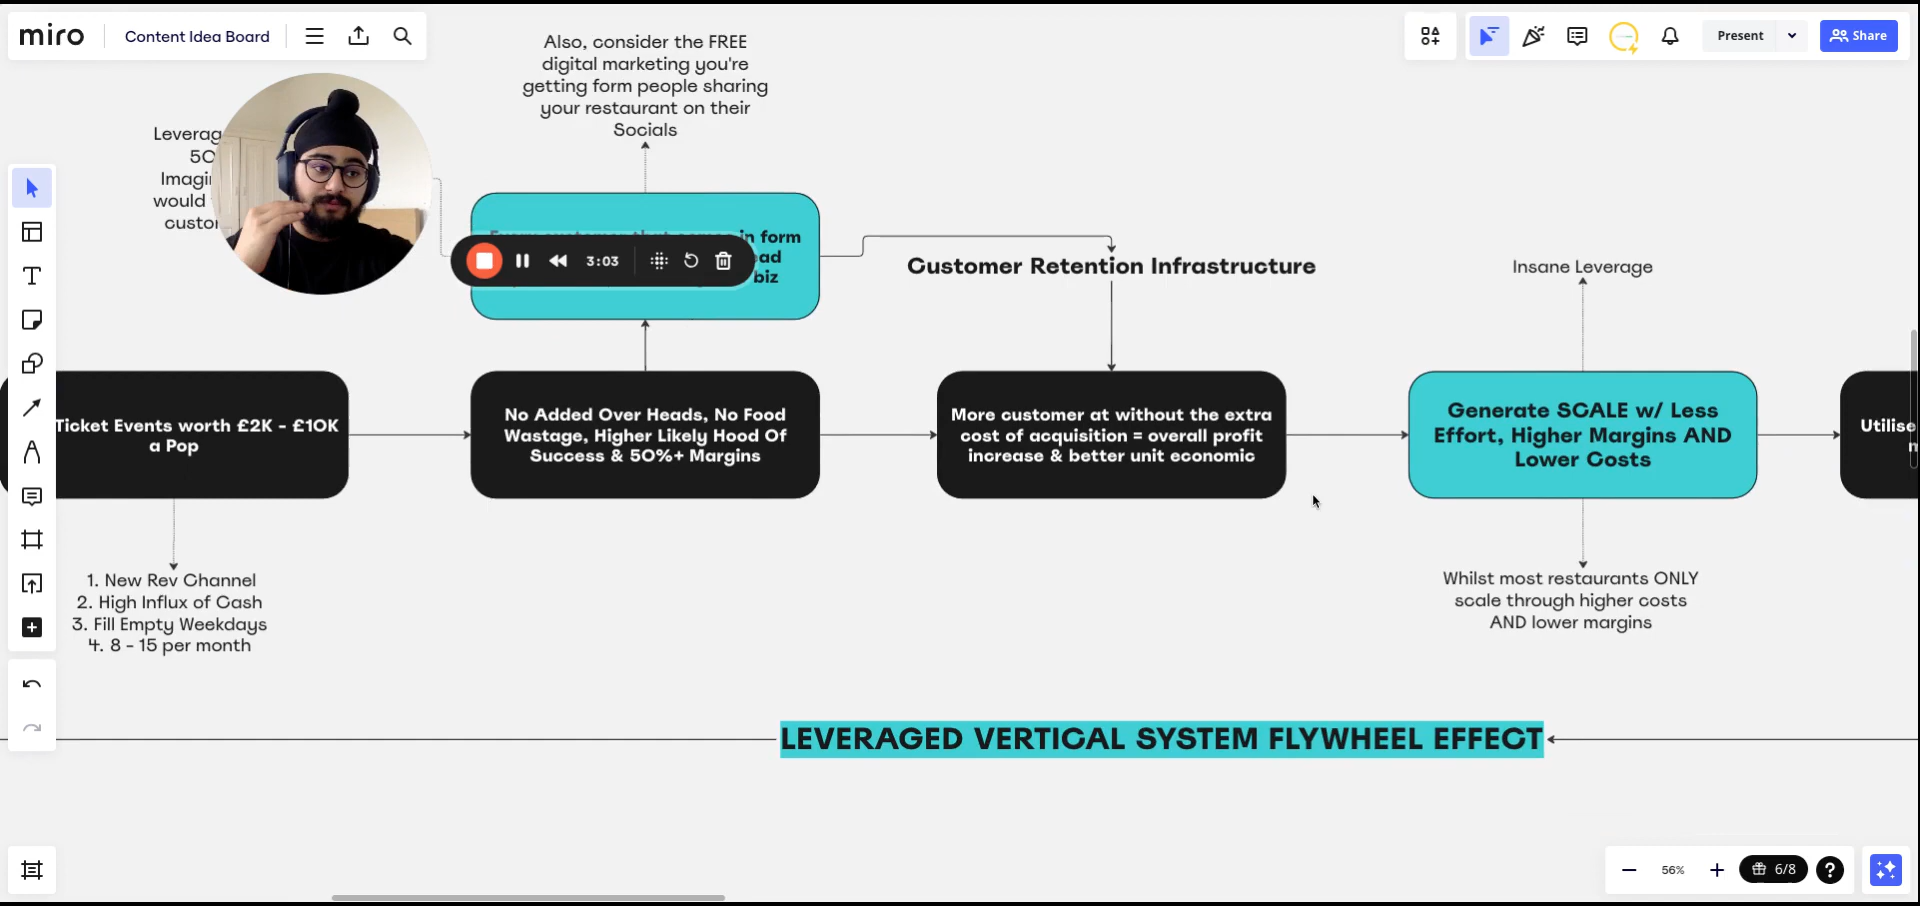 miro
Content Idea Board
Present
Share
Also, consider the FREE
digital marketing you're
getting form people sharing
your restaurant on their
Socials
would
in form
biz
3:03
Customer Retention Infrastructure
Insane Leverage
Ticket Events worth £2K - £10K
a Pop
No Added Over Heads, No Food
Wastage, Higher Likely Hood Of
Success & 50%+ Margins
More customer at without the extra
cost of acquisition = overall profit
increase & better unit economic
Generate SCALE w/ Less
Effort, Higher Margins AND
Lower Costs
1. New Rev Channel
2. High Influx of Cash
3. Fill Empty Weekdays
4. 8 - 15 per month
Whilst most restaurants ONLY
scale through higher costs
AND lower margins
LEVERAGED VERTICAL SYSTEM FLYWHEEL EFFECT
56%
6/8